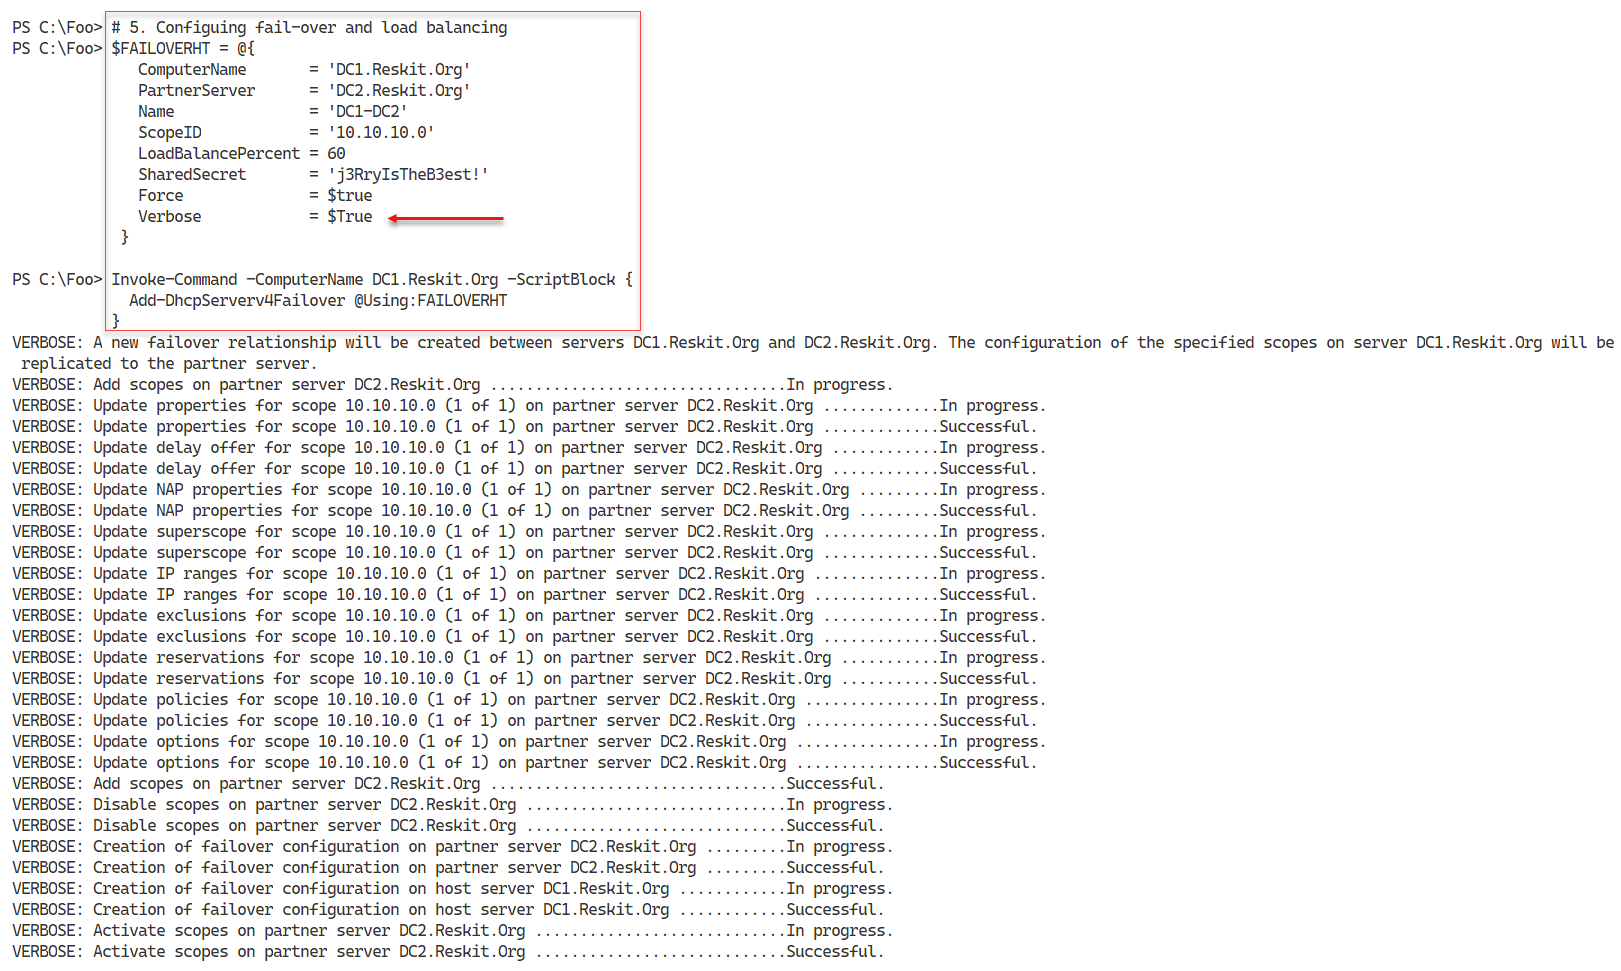 PS C:\Foo> # 5. Configuing fail-over and load balancing
PS C:\Foo> $FAILOVERHT = @{
   ComputerName       = 'DC1.Reskit.Org'
   PartnerServer      = 'DC2.Reskit.Org'
   Name               = 'DC1-DC2'
   ScopeID            = '10.10.10.0'
   LoadBalancePercent = 60
   SharedSecret       = 'j3RryIsTheB3est!'
   Force              = $true
   Verbose            = $True
 }
PS C:\Foo> Invoke-Command -ComputerName DC1.Reskit.Org -ScriptBlock {
  Add-DhcpServerv4Failover @Using:FAILOVERHT
}
VERBOSE: A new failover relationship will be created between servers DC1.Reskit.Org and DC2.Reskit.Org. The configuration of the specified scopes on server DC1.Reskit.Org will be
 replicated to the partner server.
VERBOSE: Add scopes on partner server DC2.Reskit.Org .................................In progress.
VERBOSE: Update properties for scope 10.10.10.0 (1 of 1) on partner server DC2.Reskit.Org .............In progress.
VERBOSE: Update properties for scope 10.10.10.0 (1 of 1) on partner server DC2.Reskit.Org .............Successful.
VERBOSE: Update delay offer for scope 10.10.10.0 (1 of 1) on partner server DC2.Reskit.Org ............In progress.
VERBOSE: Update delay offer for scope 10.10.10.0 (1 of 1) on partner server DC2.Reskit.Org ............Successful.
VERBOSE: Update NAP properties for scope 10.10.10.0 (1 of 1) on partner server DC2.Reskit.Org .........In progress.
VERBOSE: Update NAP properties for scope 10.10.10.0 (1 of 1) on partner server DC2.Reskit.Org .........Successful.
VERBOSE: Update superscope for scope 10.10.10.0 (1 of 1) on partner server DC2.Reskit.Org .............In progress.
VERBOSE: Update superscope for scope 10.10.10.0 (1 of 1) on partner server DC2.Reskit.Org .............Successful.
VERBOSE: Update IP ranges for scope 10.10.10.0 (1 of 1) on partner server DC2.Reskit.Org ..............In progress.
VERBOSE: Update IP ranges for scope 10.10.10.0 (1 of 1) on partner server DC2.Reskit.Org ..............Successful.
VERBOSE: Update exclusions for scope 10.10.10.0 (1 of 1) on partner server DC2.Reskit.Org .............In progress.
VERBOSE: Update exclusions for scope 10.10.10.0 (1 of 1) on partner server DC2.Reskit.Org .............Successful.
VERBOSE: Update reservations for scope 10.10.10.0 (1 of 1) on partner server DC2.Reskit.Org ...........In progress.
VERBOSE: Update reservations for scope 10.10.10.0 (1 of 1) on partner server DC2.Reskit.Org ...........Successful.
VERBOSE: Update policies for scope 10.10.10.0 (1 of 1) on partner server DC2.Reskit.Org ...............In progress.
VERBOSE: Update policies for scope 10.10.10.0 (1 of 1) on partner server DC2.Reskit.Org ...............Successful.
VERBOSE: Update options for scope 10.10.10.0 (1 of 1) on partner server DC2.Reskit.Org ................In progress.
VERBOSE: Update options for scope 10.10.10.0 (1 of 1) on partner server DC2.Reskit.Org ................Successful.
VERBOSE: Add scopes on partner server DC2.Reskit.Org .................................Successful.
VERBOSE: Disable scopes on partner server DC2.Reskit.Org .............................In progress.
VERBOSE: Disable scopes on partner server DC2.Reskit.Org .............................Successful.
VERBOSE: Creation of failover configuration on partner server DC2.Reskit.Org .........In progress.
VERBOSE: Creation of failover configuration on partner server DC2.Reskit.Org .........Successful.
VERBOSE: Creation of failover configuration on host server DC1.Reskit.Org ............In progress.
VERBOSE: Creation of failover configuration on host server DC1.Reskit.Org ............Successful.
VERBOSE: Activate scopes on partner server DC2.Reskit.Org ............................In progress.
VERBOSE: Activate scopes on partner server DC2.Reskit.Org ............................Successful.